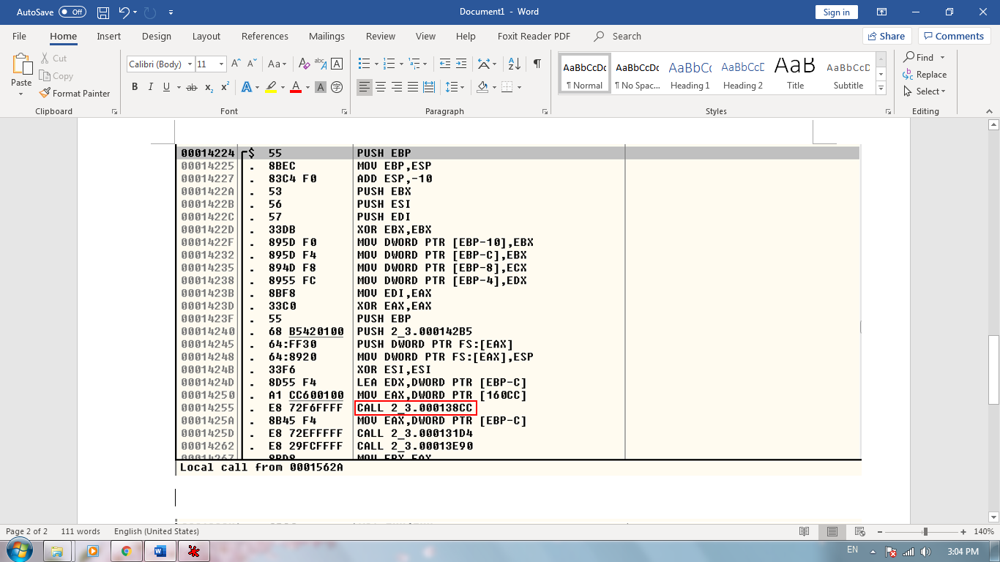 AutoSave Off Document1 - Word Sign in
File Home Insert Design Layout References Mailings Review View Help Foxit Reader PDF Search Share Comments
Paste Cut Copy Format Painter
Calibri (Body) 11 Aa A A
B I U ab x₂ x² A A A
AaBbCcDc AaBbCcDc AaBbCc AaBbCcD AaB AaBbCcD
¶ Normal ¶ No Spac... Heading 1 Heading 2 Title Subtitle
Find Replace Select
Clipboard Font Paragraph Styles Editing
00014224 $ 55 PUSH EBP
00014225 . 8BEC MOV EBP,ESP
00014227 . 83C4 F0 ADD ESP,-10
0001422A . 53 PUSH EBX
0001422B . 56 PUSH ESI
0001422C . 57 PUSH EDI
0001422D . 33DB XOR EBX,EBX
0001422F . 895D F0 MOV DWORD PTR [EBP-10],EBX
00014232 . 895D F4 MOV DWORD PTR [EBP-C],EBX
00014235 . 894D F8 MOV DWORD PTR [EBP-8],ECX
00014238 . 8955 FC MOV DWORD PTR [EBP-4],EDX
0001423B . 8BF8 MOV EDI,EAX
0001423D . 33C0 XOR EAX,EAX
0001423F . 55 PUSH EBP
00014240 . 68 B5420100 PUSH 2_3.000142B5
00014245 . 64:FF30 PUSH DWORD PTR FS:[EAX]
00014248 . 64:8920 MOV DWORD PTR FS:[EAX],ESP
0001424B . 33F6 XOR ESI,ESI
0001424D . 8D55 F4 LEA EDX,DWORD PTR [EBP-C]
00014250 . A1 CC600100 MOV EAX,DWORD PTR [160CC]
00014255 . E8 72F6FFFF CALL 2_3.000138CC
0001425A . 8B45 F4 MOV EAX,DWORD PTR [EBP-C]
0001425D . E8 72EFFFFF CALL 2_3.000131D4
00014262 . E8 29FCFFFF CALL 2_3.00013E90
00014267 . 8BD8 MOV EBX,EAX
Local call from 0001562A
Page 2 of 2 111 words English (United States) 140%
EN 3:04 PM